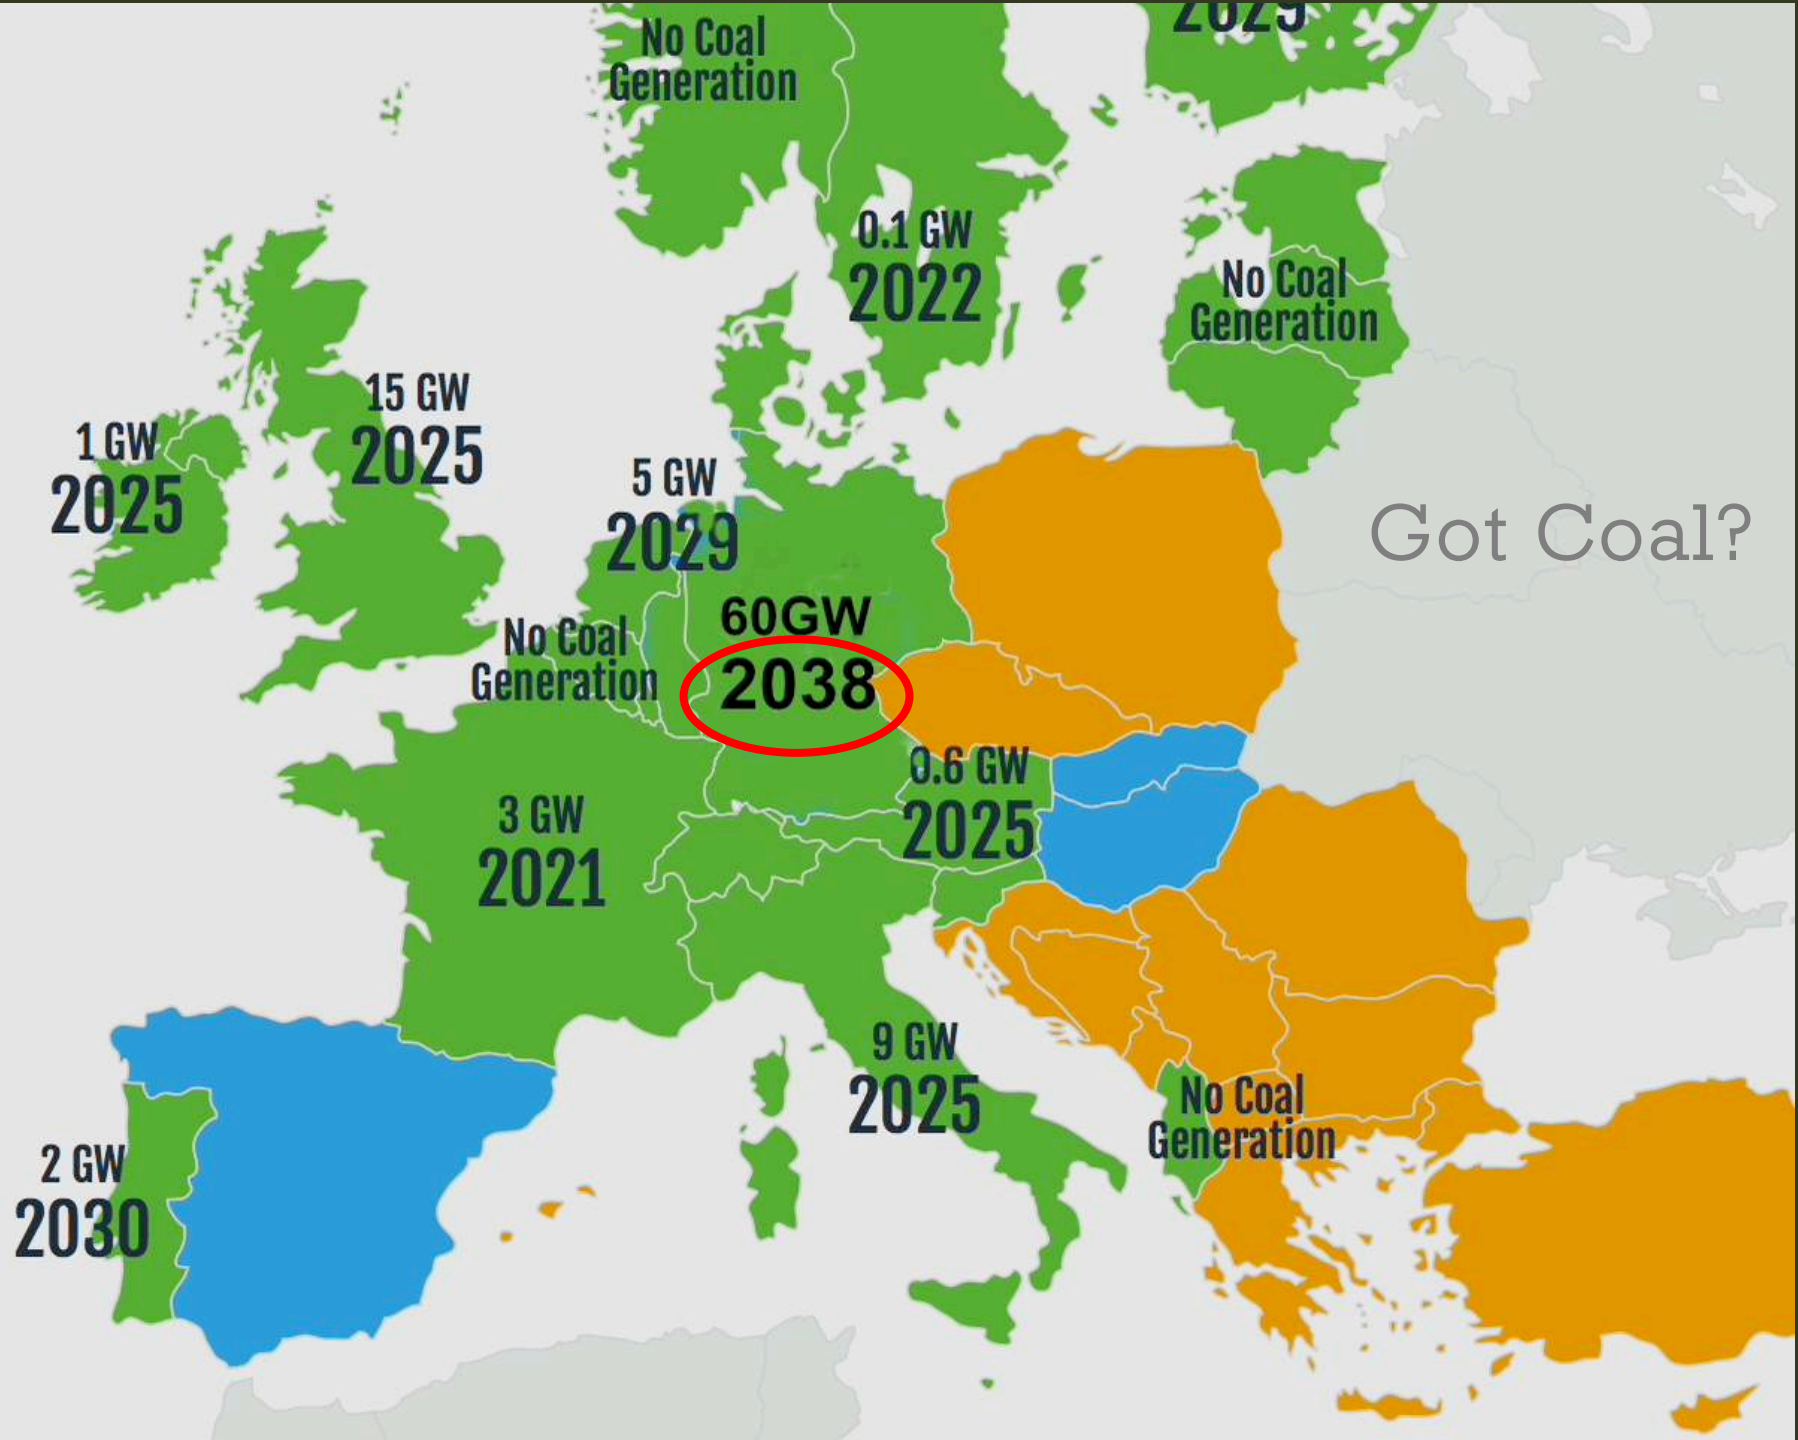 No Coal
Generation
2029
0.1 GW
2022
No Coal
Generation
15 GW
2025
1 GW
2025
5 GW
2029
Got Coal?
60GW
2038
No Coal
Generation
0.6 GW
2025
3 GW
2021
9 GW
2025
No Coal
Generation
2 GW
2030